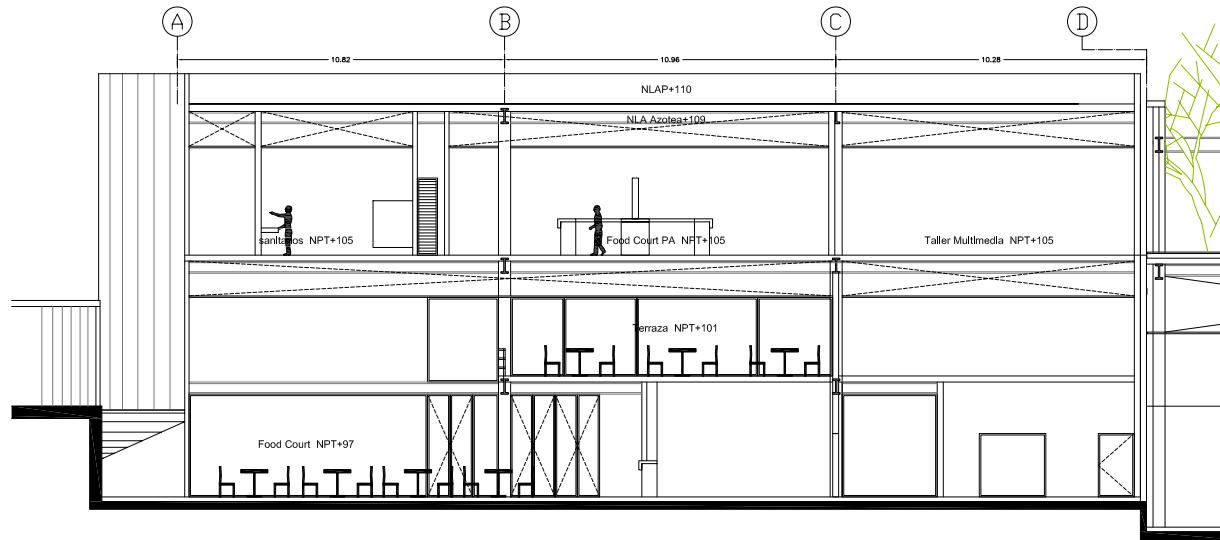 A B C D
10.82 10.96 10.28
NLAP+110
NLA Azotea+109
sanitarios NPT+105 Food Court PA NPT+105 Taller Multimedia NPT+105
Terraza NPT+101
Food Court NPT+97